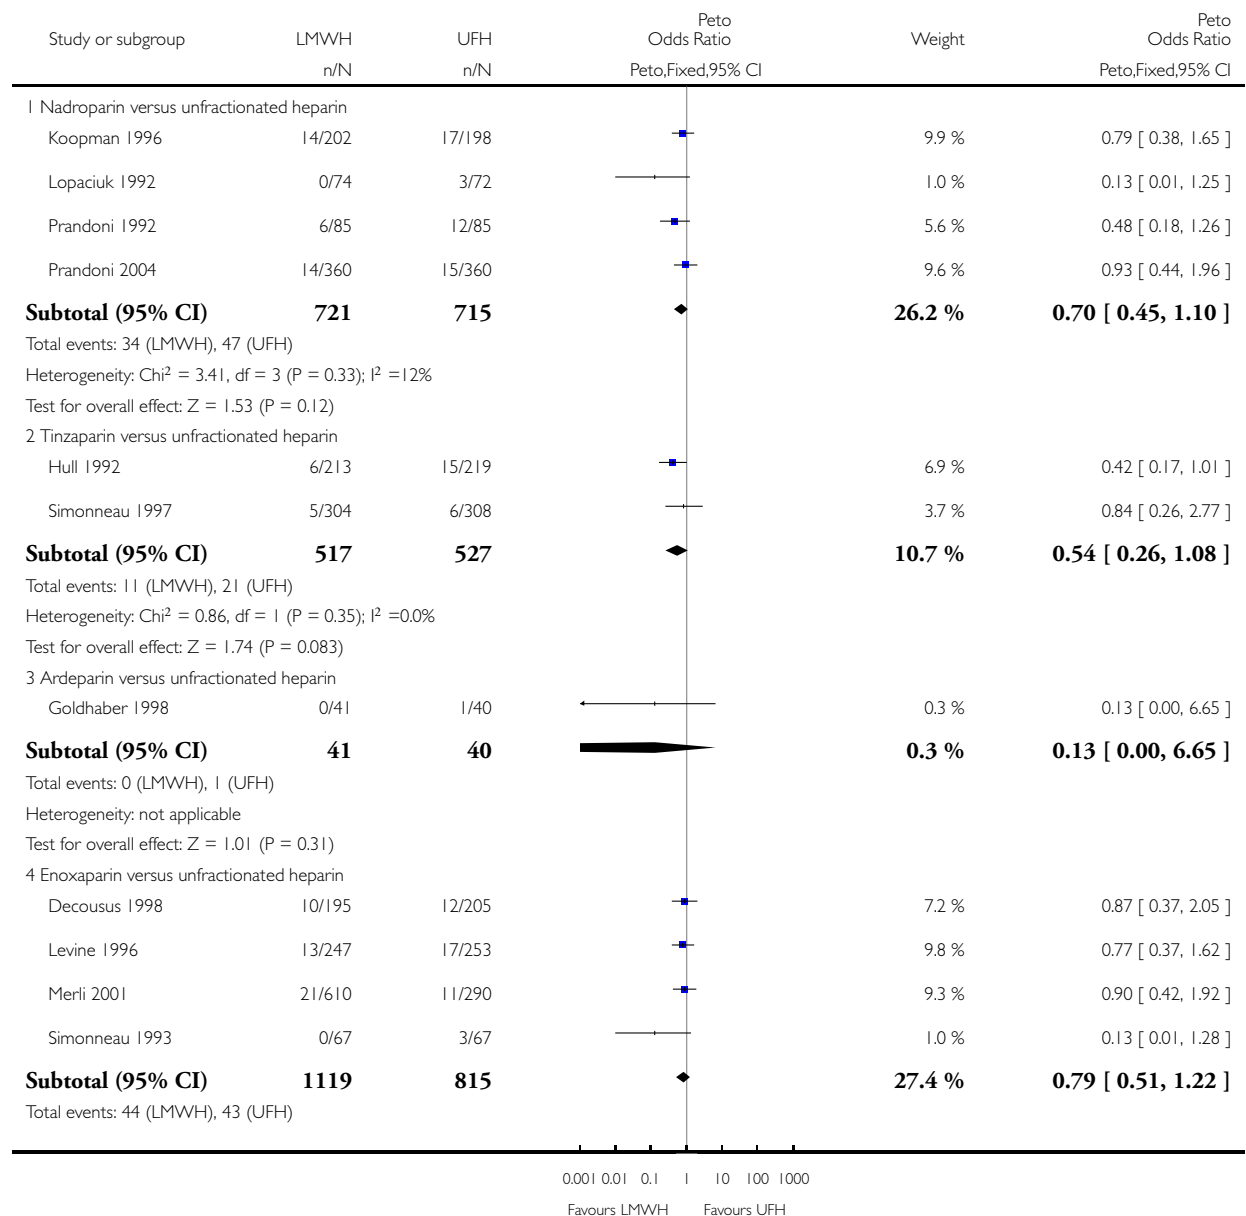 Peto Peto
Study or subgroup LMWH UFH Odds Ratio Weight Odds Ratio
n/N n/N Peto,Fixed,95% CI Peto,Fixed,95% CI
1 Nadroparin versus unfractionated heparin
Koopman 1996 14/202 17/198 9.9 % 0.79 [ 0.38, 1.65 ]
Lopaciuk 1992 0/74 3/72 1.0 % 0.13 [ 0.01, 1.25 ]
Prandoni 1992 6/85 12/85 5.6 % 0.48 [ 0.18, 1.26 ]
Prandoni 2004 14/360 15/360 9.6 % 0.93 [ 0.44, 1.96 ]
Subtotal (95% CI) 721 715 26.2 % 0.70 [ 0.45, 1.10 ]
Total events: 34 (LMWH), 47 (UFH)
Heterogeneity: Chi² = 3.41, df = 3 (P = 0.33); I² =12%
Test for overall effect: Z = 1.53 (P = 0.12)
2 Tinzaparin versus unfractionated heparin
Hull 1992 6/213 15/219 6.9 % 0.42 [ 0.17, 1.01 ]
Simonneau 1997 5/304 6/308 3.7 % 0.84 [ 0.26, 2.77 ]
Subtotal (95% CI) 517 527 10.7 % 0.54 [ 0.26, 1.08 ]
Total events: 11 (LMWH), 21 (UFH)
Heterogeneity: Chi² = 0.86, df = 1 (P = 0.35); I² =0.0%
Test for overall effect: Z = 1.74 (P = 0.083)
3 Ardeparin versus unfractionated heparin
Goldhaber 1998 0/41 1/40 0.3 % 0.13 [ 0.00, 6.65 ]
Subtotal (95% CI) 41 40 0.3 % 0.13 [ 0.00, 6.65 ]
Total events: 0 (LMWH), 1 (UFH)
Heterogeneity: not applicable
Test for overall effect: Z = 1.01 (P = 0.31)
4 Enoxaparin versus unfractionated heparin
Decousus 1998 10/195 12/205 7.2 % 0.87 [ 0.37, 2.05 ]
Levine 1996 13/247 17/253 9.8 % 0.77 [ 0.37, 1.62 ]
Merli 2001 21/610 11/290 9.3 % 0.90 [ 0.42, 1.92 ]
Simonneau 1993 0/67 3/67 1.0 % 0.13 [ 0.01, 1.28 ]
Subtotal (95% CI) 1119 815 27.4 % 0.79 [ 0.51, 1.22 ]
Total events: 44 (LMWH), 43 (UFH)
0.001 0.01 0.1 1 10 100 1000
Favours LMWH Favours UFH